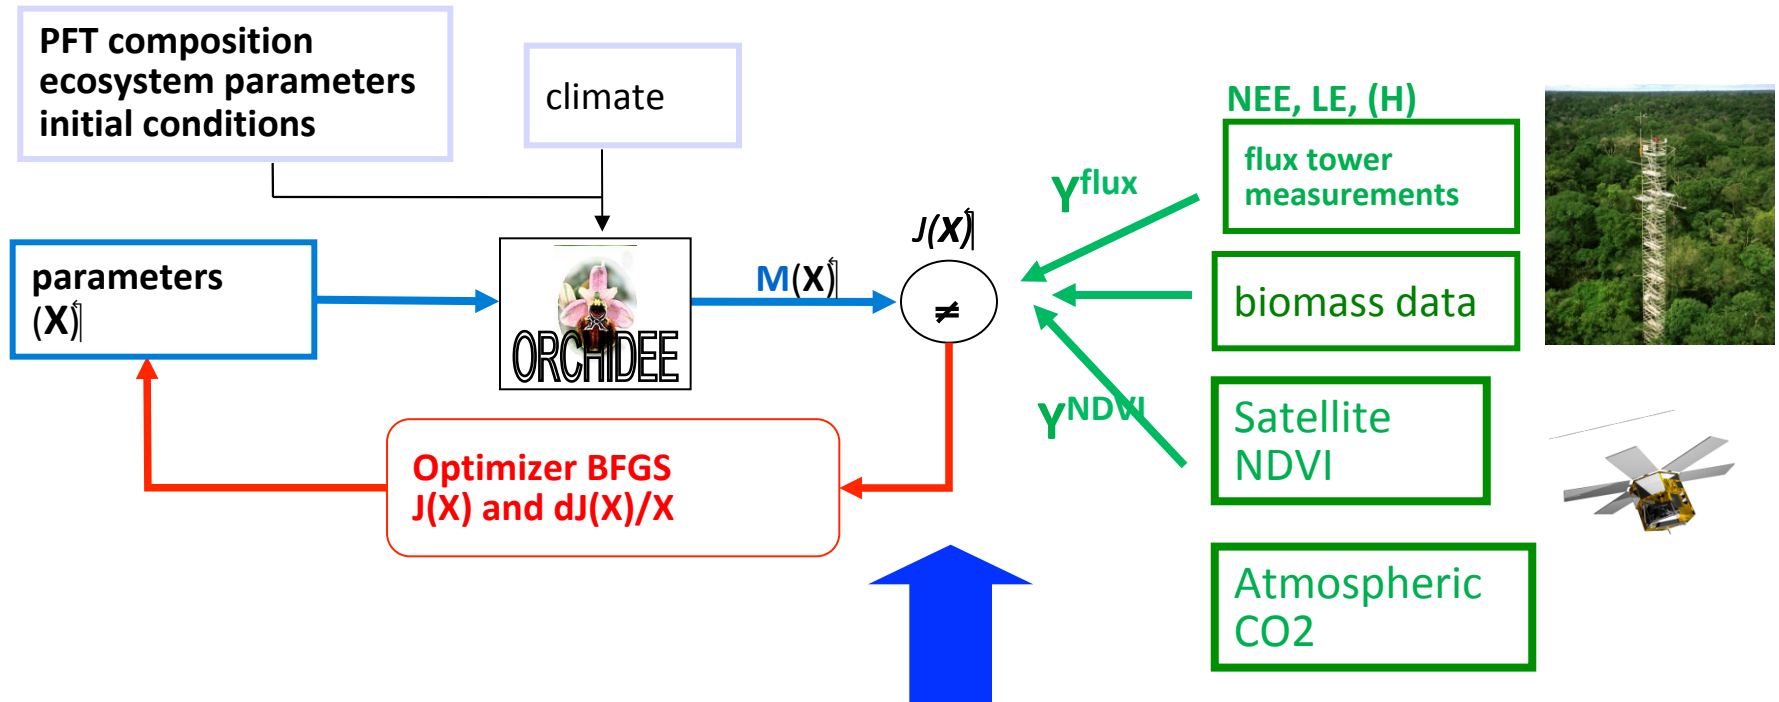 PFT composition
ecosystem parameters
initial conditions
climate
NEE, LE, (H)
flux tower
measurements
Yflux
J(X)
parameters
(X)
M(X)
≠
biomass data
ORCHIDEE
YNDVI
Satellite
NDVI
Optimizer BFGS
J(X) and dJ(X)/X
Atmospheric
CO2